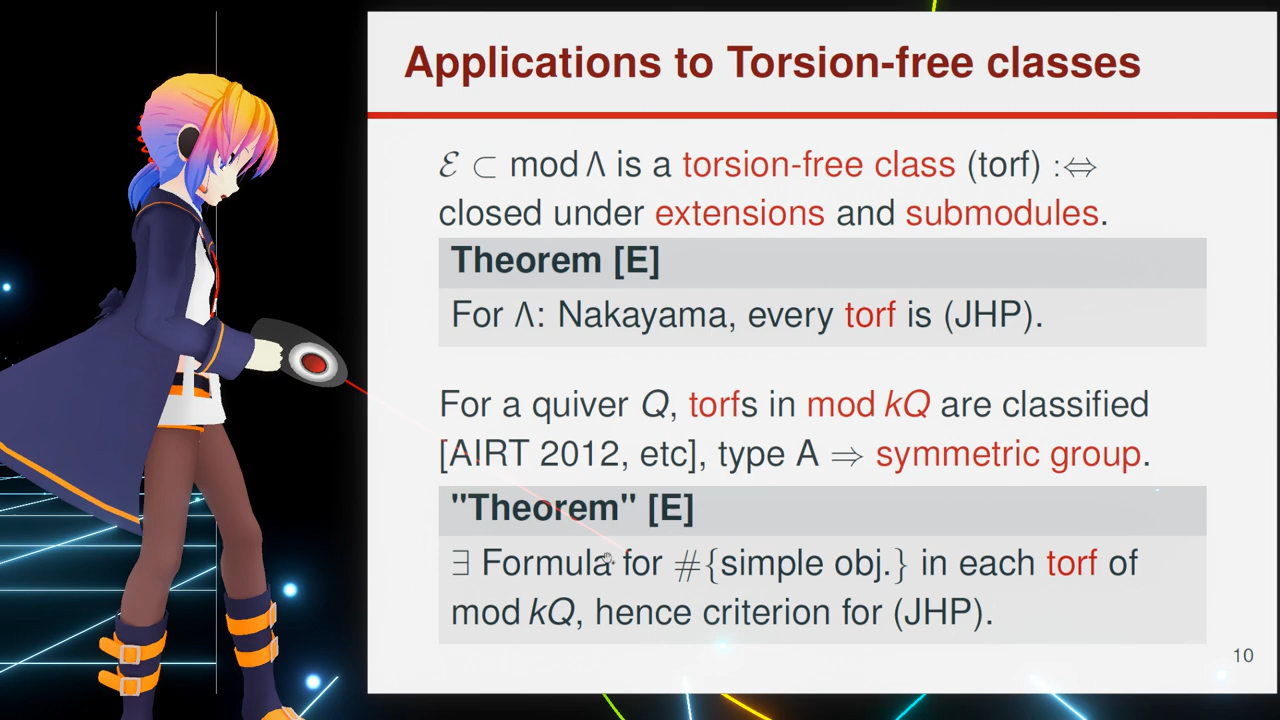 Applications to Torsion-free classes
ℰ ⊂ mod Λ is a torsion-free class (torf) :⇔
closed under extensions and submodules.
Theorem [E]
For Λ: Nakayama, every torf is (JHP).
For a quiver Q, torfs in mod kQ are classified
[AIRT 2012, etc], type A ⇒ symmetric group.
"Theorem" [E]
∃ Formula for #{simple obj.} in each torf of
mod kQ, hence criterion for (JHP).
10